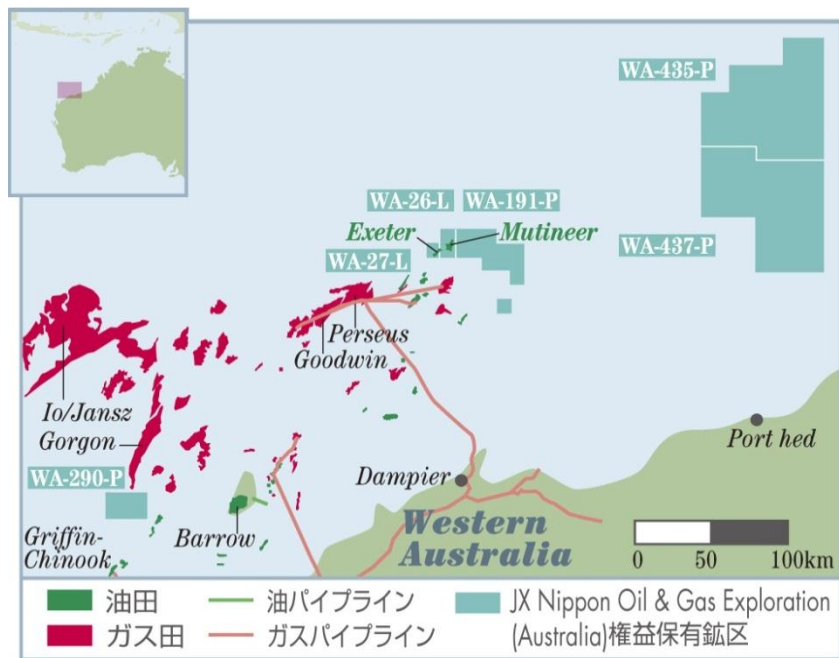 WA-435-P
WA-26-L
WA-191-P
Exeter
Mutineer
WA-437-P
WA-27-L
Perseus
Goodwin
Io/Jansz
Gorgon
Port hed
WA-290-P
Dampier
Griffin-
Chinook
Barrow
Western
Australia
0 50 100km
油田
油パイプライン
JX Nippon Oil & Gas Exploration
ガス田
ガスパイプライン
(Australia)権益保有鉱区